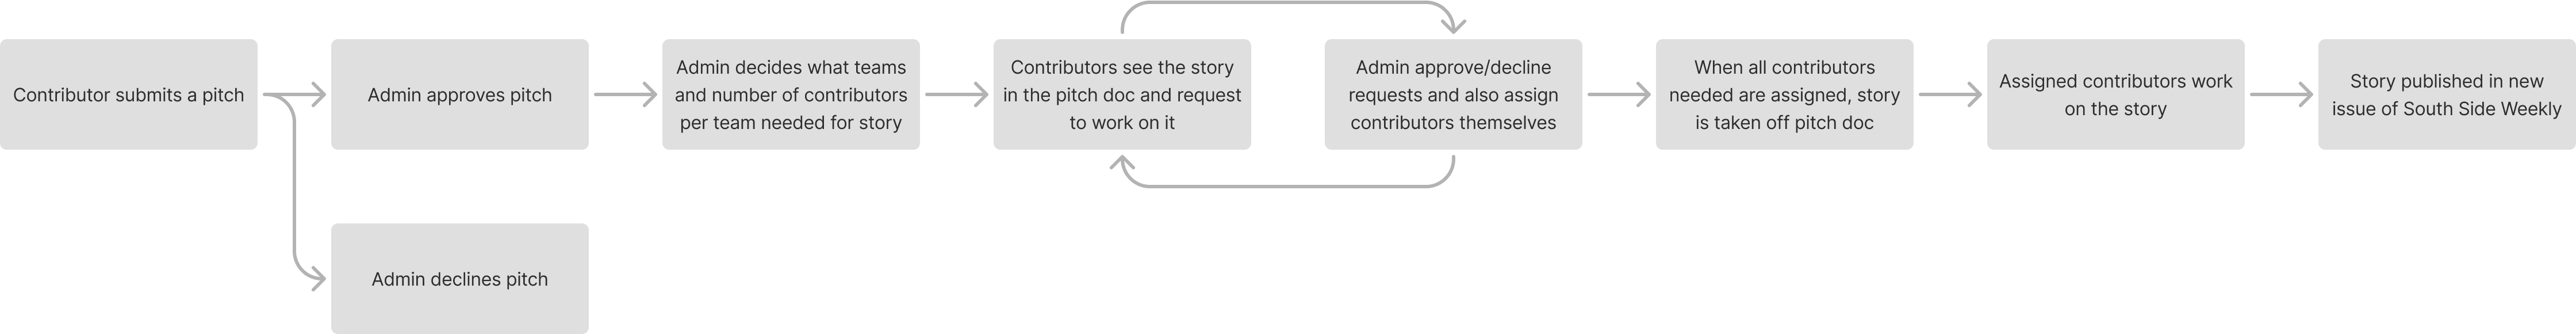 Contributor submits a pitch
Admin approves pitch
Admin decides what teams
and number of contributors
per team needed for story
Contributors see the story
in the pitch doc and request
to work on it
Admin approve/decline
requests and also assign
contributors themselves
When all contributors
needed are assigned, story
is taken off pitch doc
Assigned contributors work
on the story
Story published in new
issue of South Side Weekly
Admin declines pitch